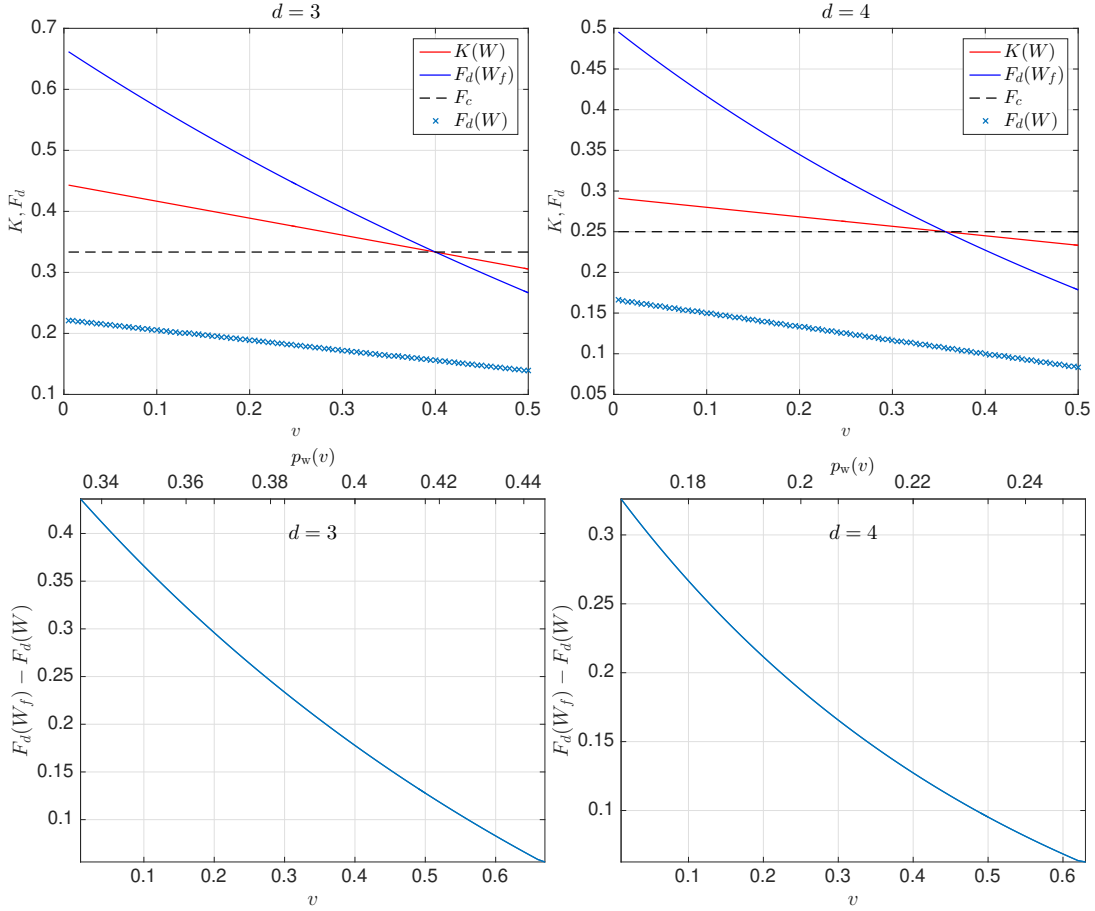 d = 3
0.7
0.6
0.5
0.4
0.3
0.2
0.1
K, F_d
0 0.1 0.2 0.3 0.4 0.5
v
K(W)
F_d(W_f)
F_c
F_d(W)
d = 4
0.5
0.45
0.4
0.35
0.3
0.25
0.2
0.15
0.1
0.05
K, F_d
0 0.1 0.2 0.3 0.4 0.5
v
K(W)
F_d(W_f)
F_c
F_d(W)
p_w(v)
0.34 0.36 0.38 0.4 0.42 0.44
d = 3
0.4
0.35
0.3
0.25
0.2
0.15
0.1
F_d(W_f) − F_d(W)
0.1 0.2 0.3 0.4 0.5 0.6
v
p_w(v)
0.18 0.2 0.22 0.24
d = 4
0.3
0.25
0.2
0.15
0.1
F_d(W_f) − F_d(W)
0.1 0.2 0.3 0.4 0.5 0.6
v